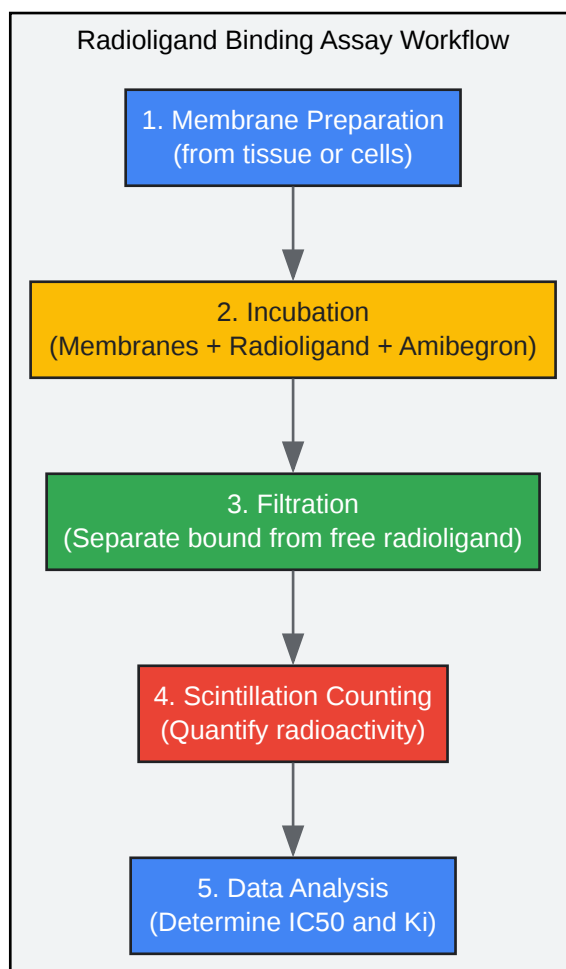 Radioligand Binding Assay Workflow
1. Membrane Preparation
(from tissue or cells)
2. Incubation
(Membranes + Radioligand + Amibegron)
3. Filtration
(Separate bound from free radioligand)
4. Scintillation Counting
(Quantify radioactivity)
5. Data Analysis
(Determine IC50 and Ki)